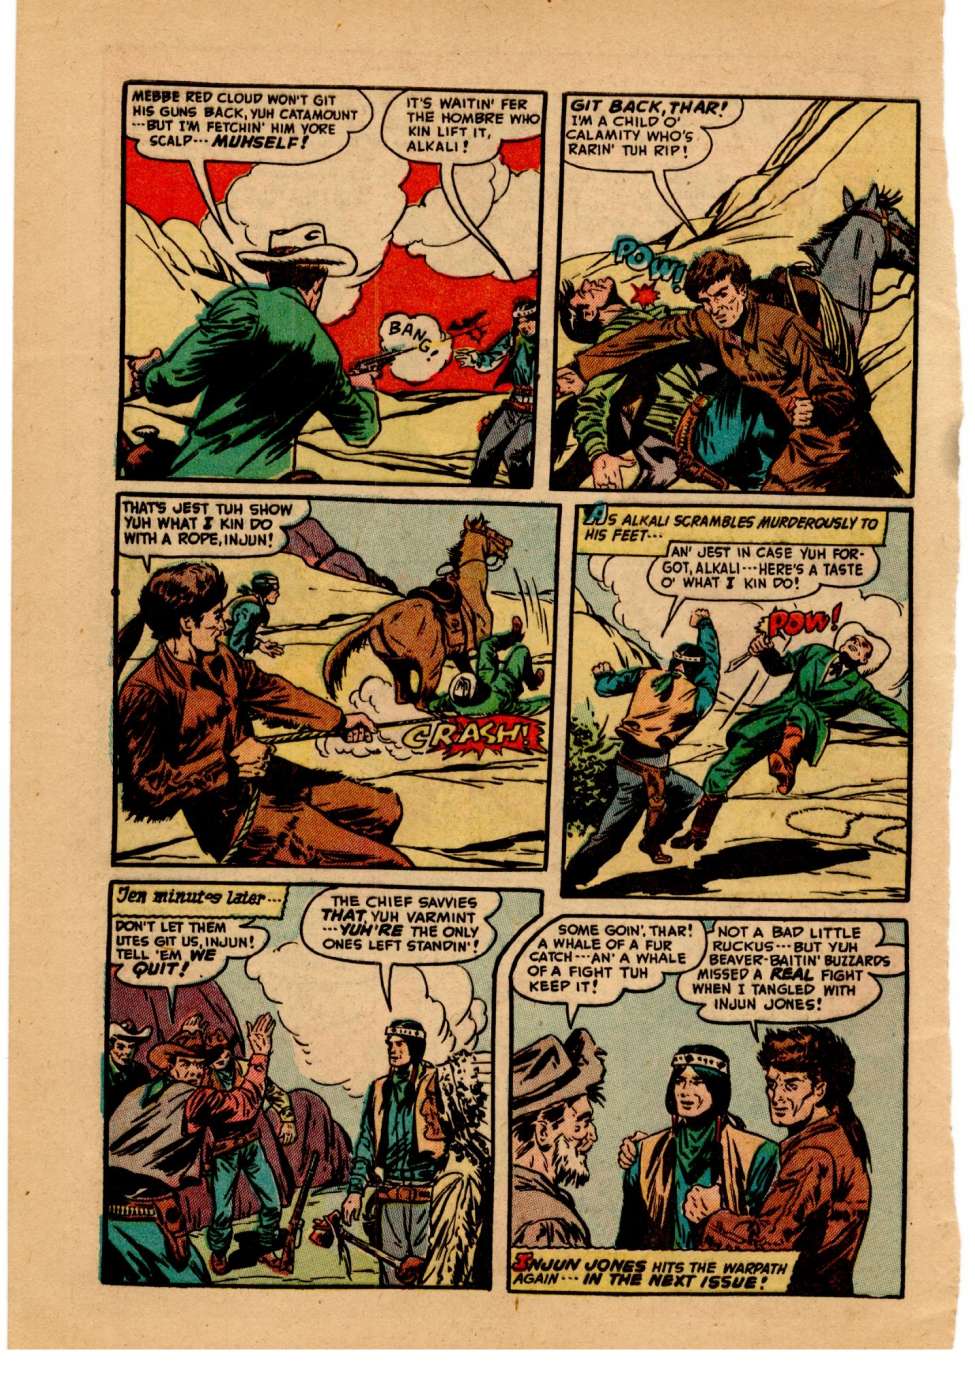 MEBBE RED CLOUD WON'T GIT
HIS GUNS BACK, YUH CATAMOUNT
---BUT I'M FETCHIN' HIM YORE
SCALP--- MUHSELF!
IT'S WAITIN' FER
THE HOMBRE WHO
KIN LIFT IT,
ALKALI!
BANG!
GIT BACK, THAR!
I'M A CHILD O'
CALAMITY WHO'S
RARIN' TUH RIP!
POW!
THAT'S JEST TUH SHOW
YUH WHAT I KIN DO
WITH A ROPE, INJUN!
CRASH!
AS ALKALI SCRAMBLES MURDEROUSLY TO
HIS FEET---
AN' JEST IN CASE YUH FOR-
GOT, ALKALI---HERE'S A TASTE
O' WHAT I KIN DO!
POW!
Ten minutes later---
DON'T LET THEM
UTES GIT US, INJUN!
TELL 'EM WE
QUIT!
THE CHIEF SAVVIES
THAT, YUH VARMINT
---YUH'RE THE ONLY
ONES LEFT STANDIN'!
SOME GOIN', THAR!
A WHALE OF A FUR
CATCH---AN' A WHALE
OF A FIGHT TUH
KEEP IT!
NOT A BAD LITTLE
RUCKUS---BUT YUH
BEAVER-BAITIN' BUZZARDS
MISSED A REAL FIGHT
WHEN I TANGLED WITH
INJUN JONES!
INJUN JONES HITS THE WARPATH
AGAIN--- IN THE NEXT ISSUE!